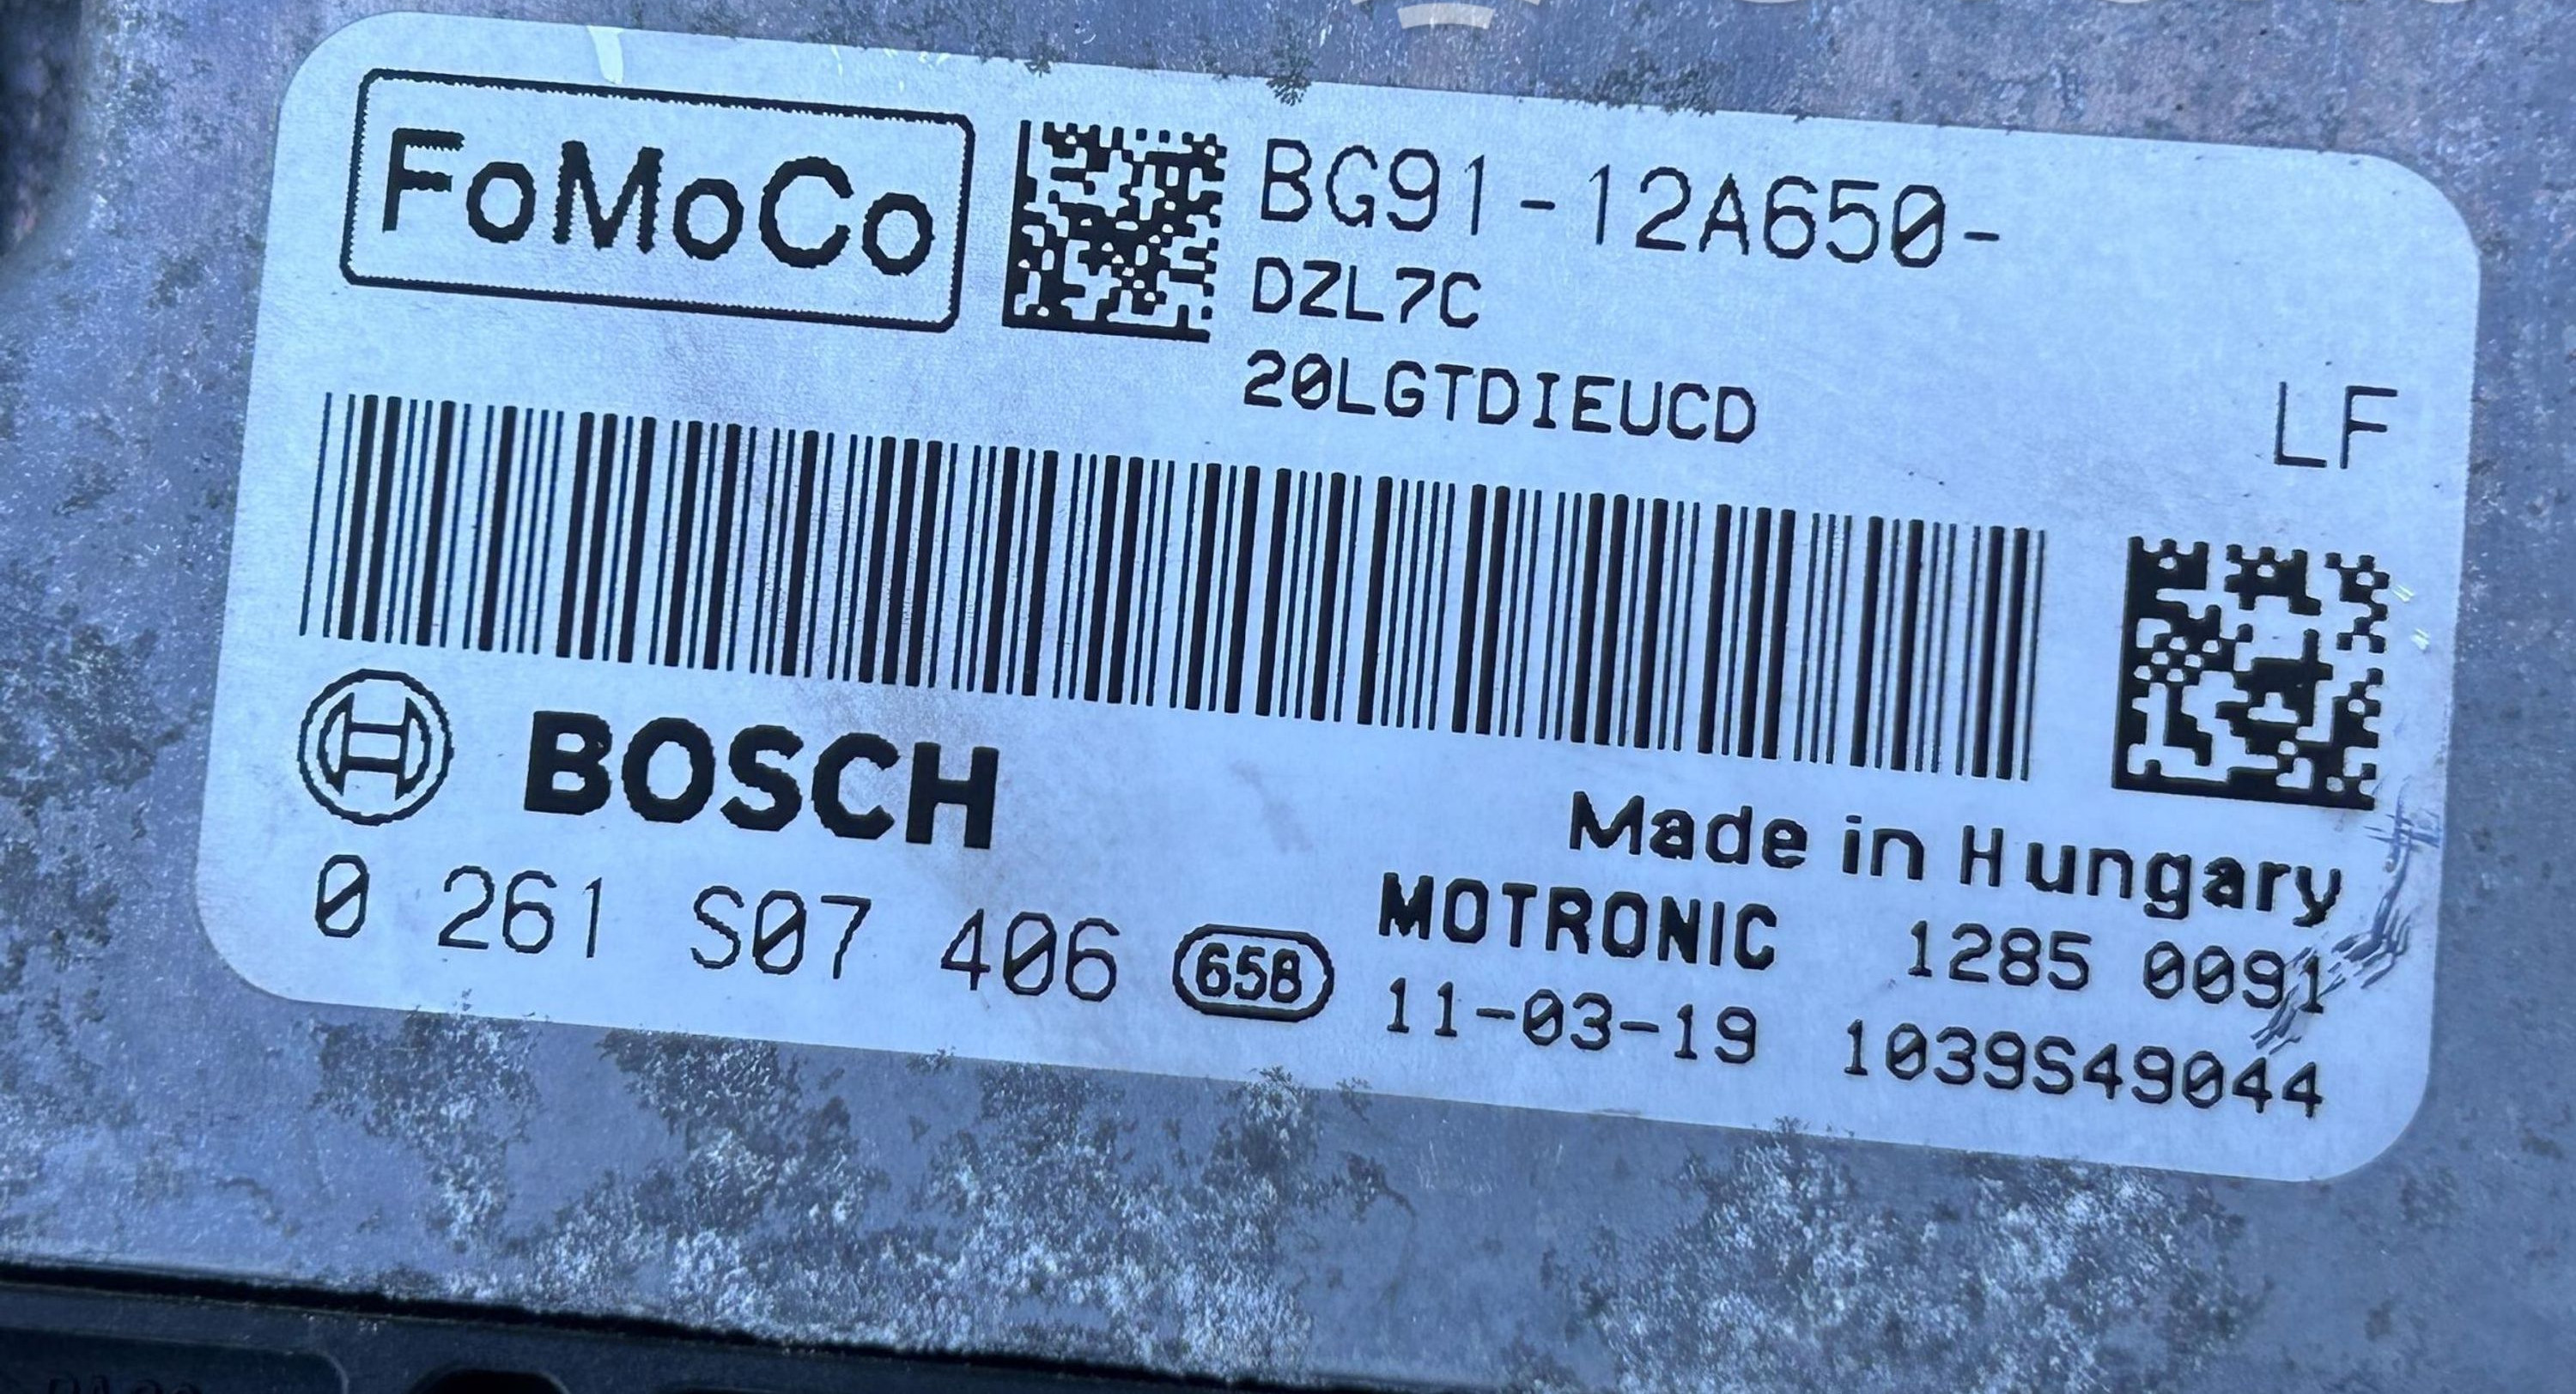 FoMoCo
BG91-12A650-
DZL7C
20LGTDIEUCD
LF
BOSCH
Made in Hungary
0 261 S07 406
658
MOTRONIC 1285 0091
11-03-19 1039S49044